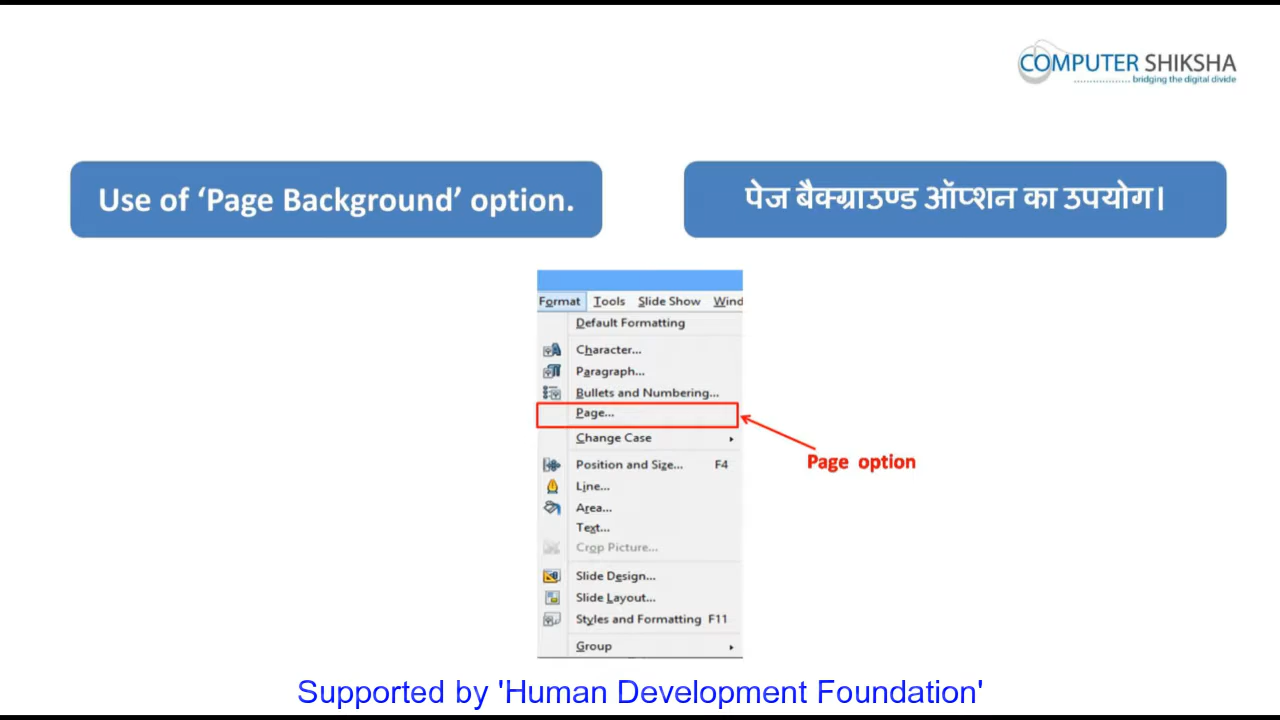 COMPUTER SHIKSHA
bridging the digital divide
Use of ‘Page Background’ option.
पेज बैक्ग्राउण्ड ऑप्शन का उपयोग।
Format Tools Slide Show Wind
Default Formatting
Character...
Paragraph...
Bullets and Numbering...
Page...
Change Case
Page option
Position and Size... F4
Line...
Area...
Text...
Crop Picture...
Slide Design...
Slide Layout...
Styles and Formatting F11
Group
Supported by 'Human Development Foundation'